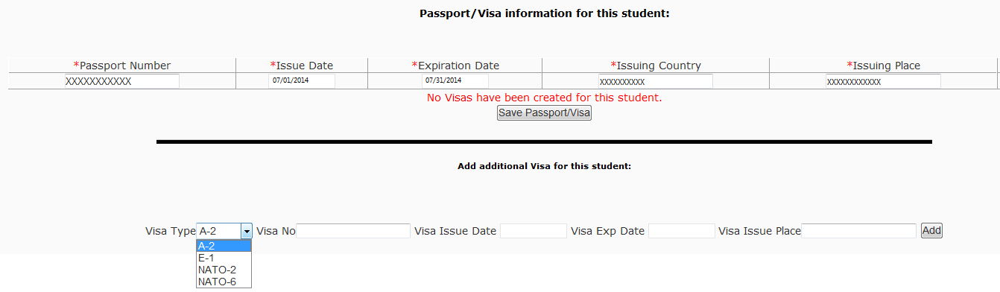 Passport/Visa information for this student:
*Passport Number *Issue Date *Expiration Date *Issuing Country *Issuing Place
XXXXXXXXXXX 07/01/2014 07/31/2014 XXXXXXXXXX XXXXXXXXXXXX
No Visas have been created for this student.
Save Passport/Visa
Add additional Visa for this student:
Visa Type A-2 Visa No Visa Issue Date Visa Exp Date Visa Issue Place Add
A-2
E-1
NATO-2
NATO-6